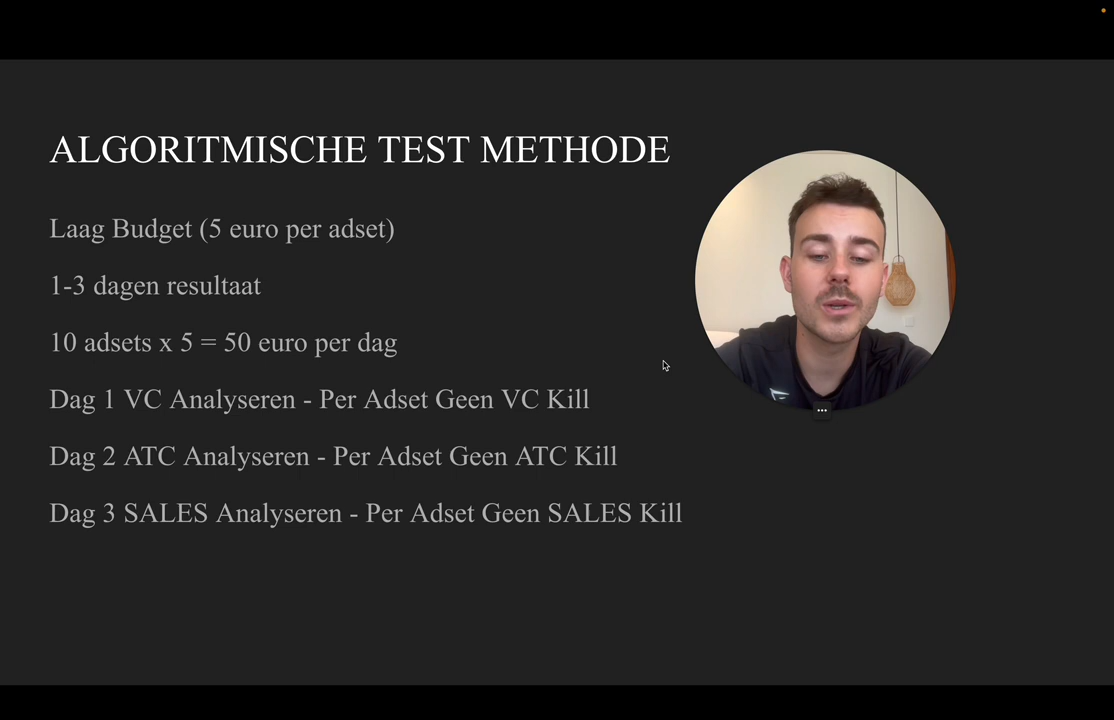 ALGORITMISCHE TEST METHODE
Laag Budget (5 euro per adset)
1-3 dagen resultaat
10 adsets x 5 = 50 euro per dag
Dag 1 VC Analyseren - Per Adset Geen VC Kill
Dag 2 ATC Analyseren - Per Adset Geen ATC Kill
Dag 3 SALES Analyseren - Per Adset Geen SALES Kill